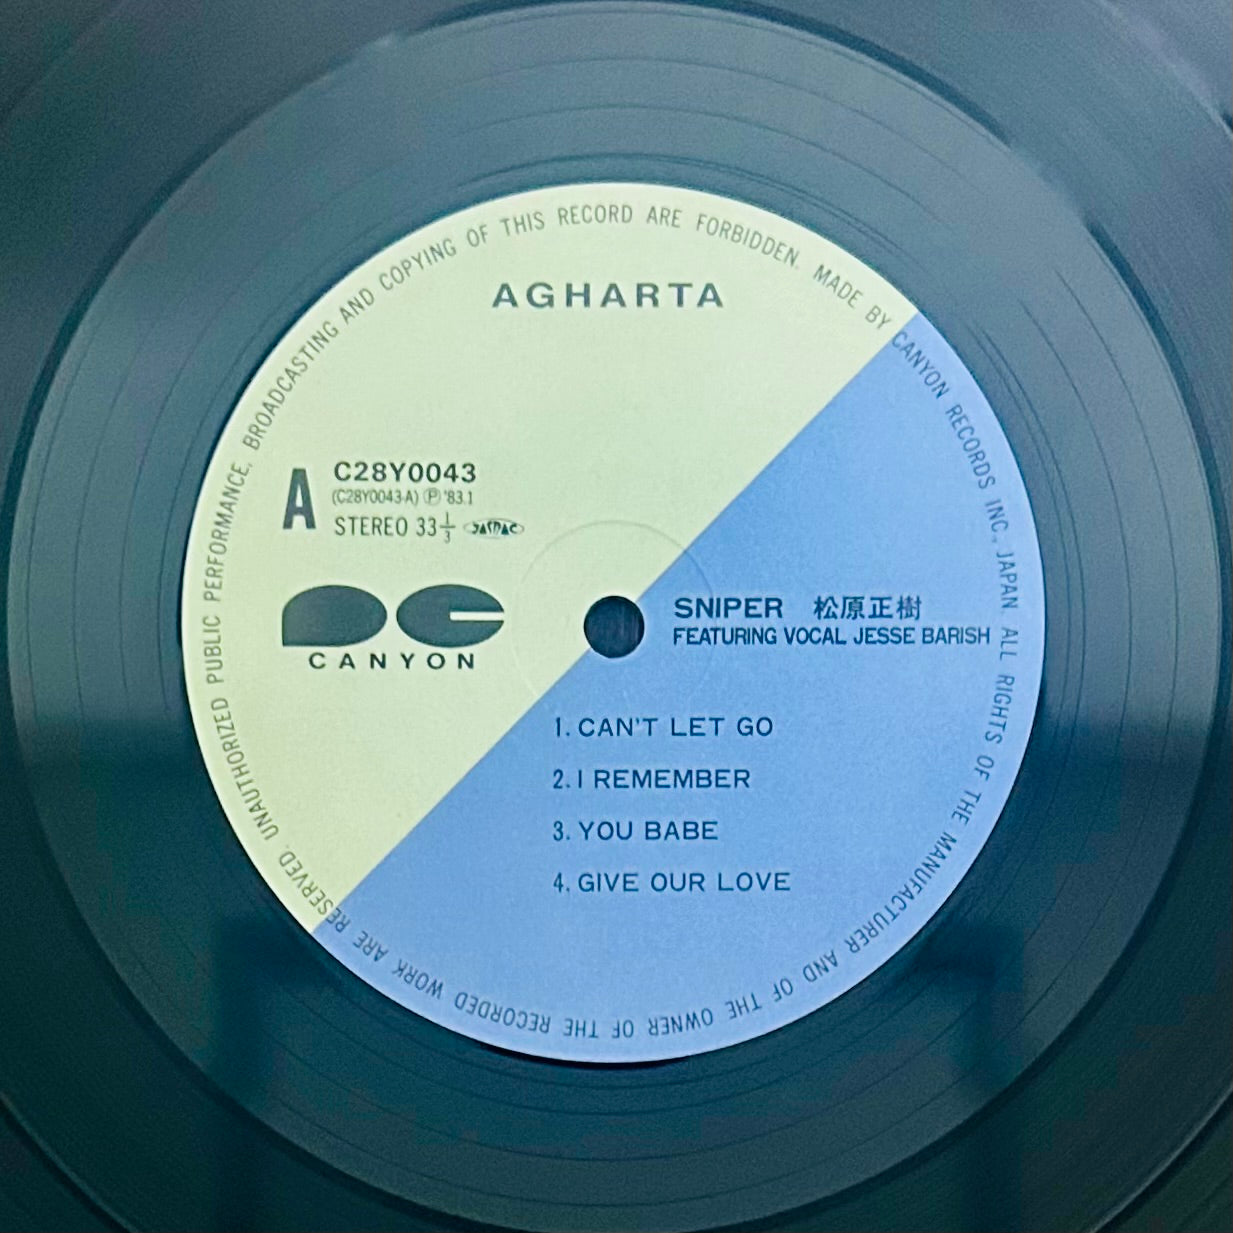 AGHARTA
A
C28Y0043
(C28Y0043-A) Ⓟ '83.1
STEREO 33 1/3 JASRAC
CANYON
SNIPER 松原正樹
FEATURING VOCAL JESSE BARISH
1. CAN'T LET GO
2. I REMEMBER
3. YOU BABE
4. GIVE OUR LOVE
MADE BY CANYON RECORDS INC. JAPAN ALL RIGHTS OF THE MANUFACTURER AND OF THE OWNER OF THE RECORDED WORK ARE RESERVED. UNAUTHORIZED PUBLIC PERFORMANCE, BROADCASTING AND COPYING OF THIS RECORD ARE FORBIDDEN.